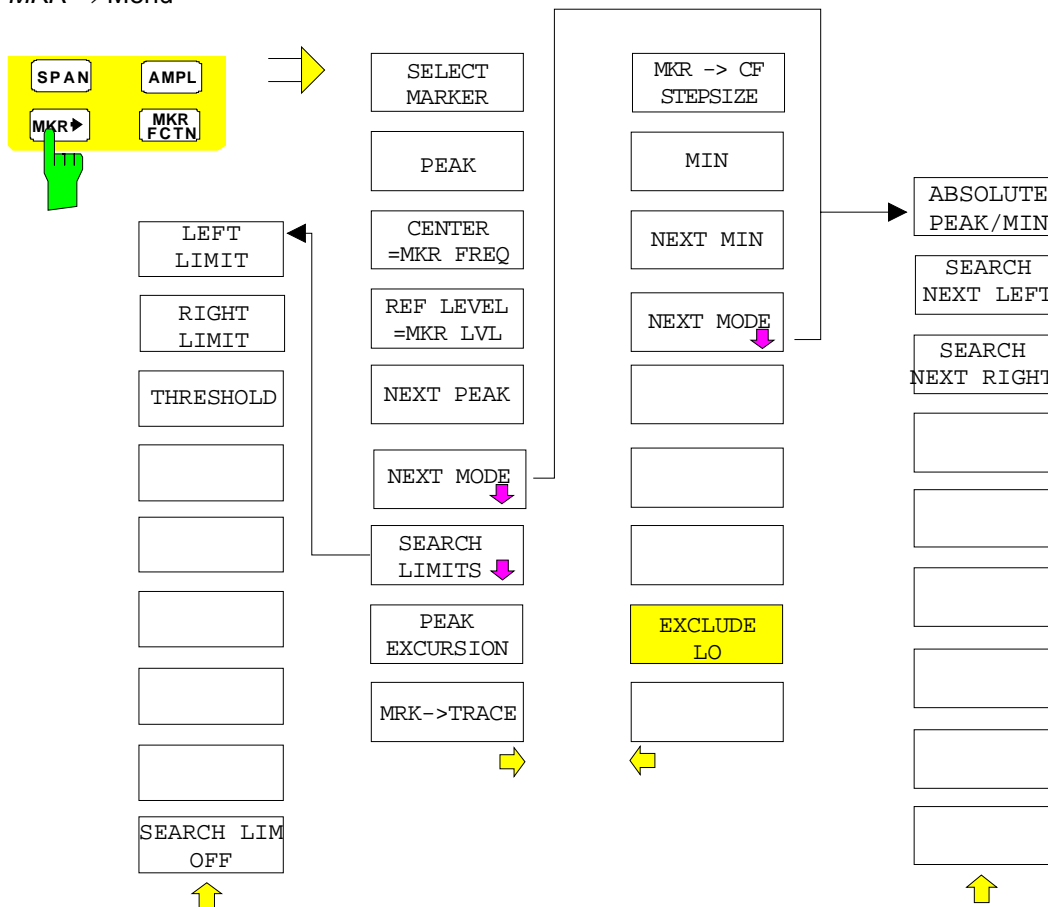 MKR → Menu
SPAN
AMPL
MKR
MKR
FCTN
LEFT
LIMIT
RIGHT
LIMIT
THRESHOLD
SEARCH LIM
OFF
SELECT
MARKER
PEAK
CENTER
=MKR FREQ
REF LEVEL
=MKR LVL
NEXT PEAK
NEXT MODE
SEARCH
LIMITS
PEAK
EXCURSION
MRK->TRACE
MKR -> CF
STEPSIZE
MIN
NEXT MIN
NEXT MODE
EXCLUDE
LO
ABSOLUTE
PEAK/MIN
SEARCH
NEXT LEFT
SEARCH
NEXT RIGHT